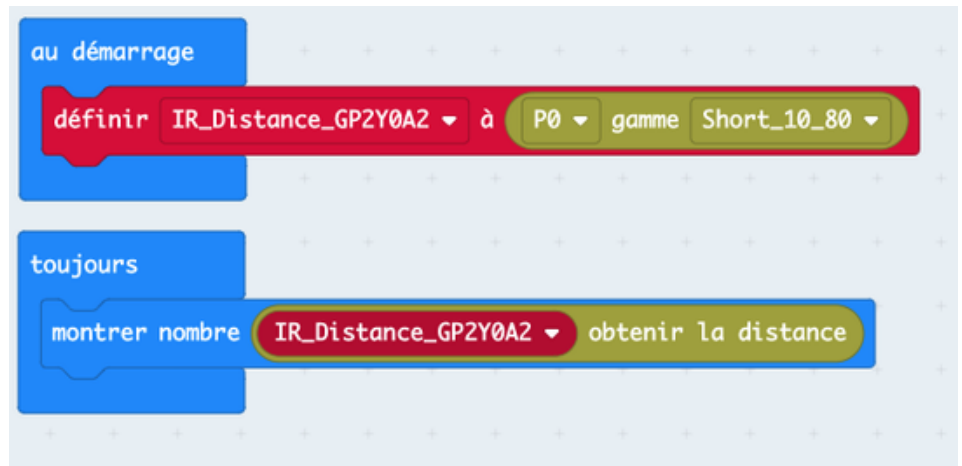 au démarrage
définir IR_Distance_GP2Y0A2 à P0 gamme Short_10_80
toujours
montrer nombre IR_Distance_GP2Y0A2 obtenir la distance